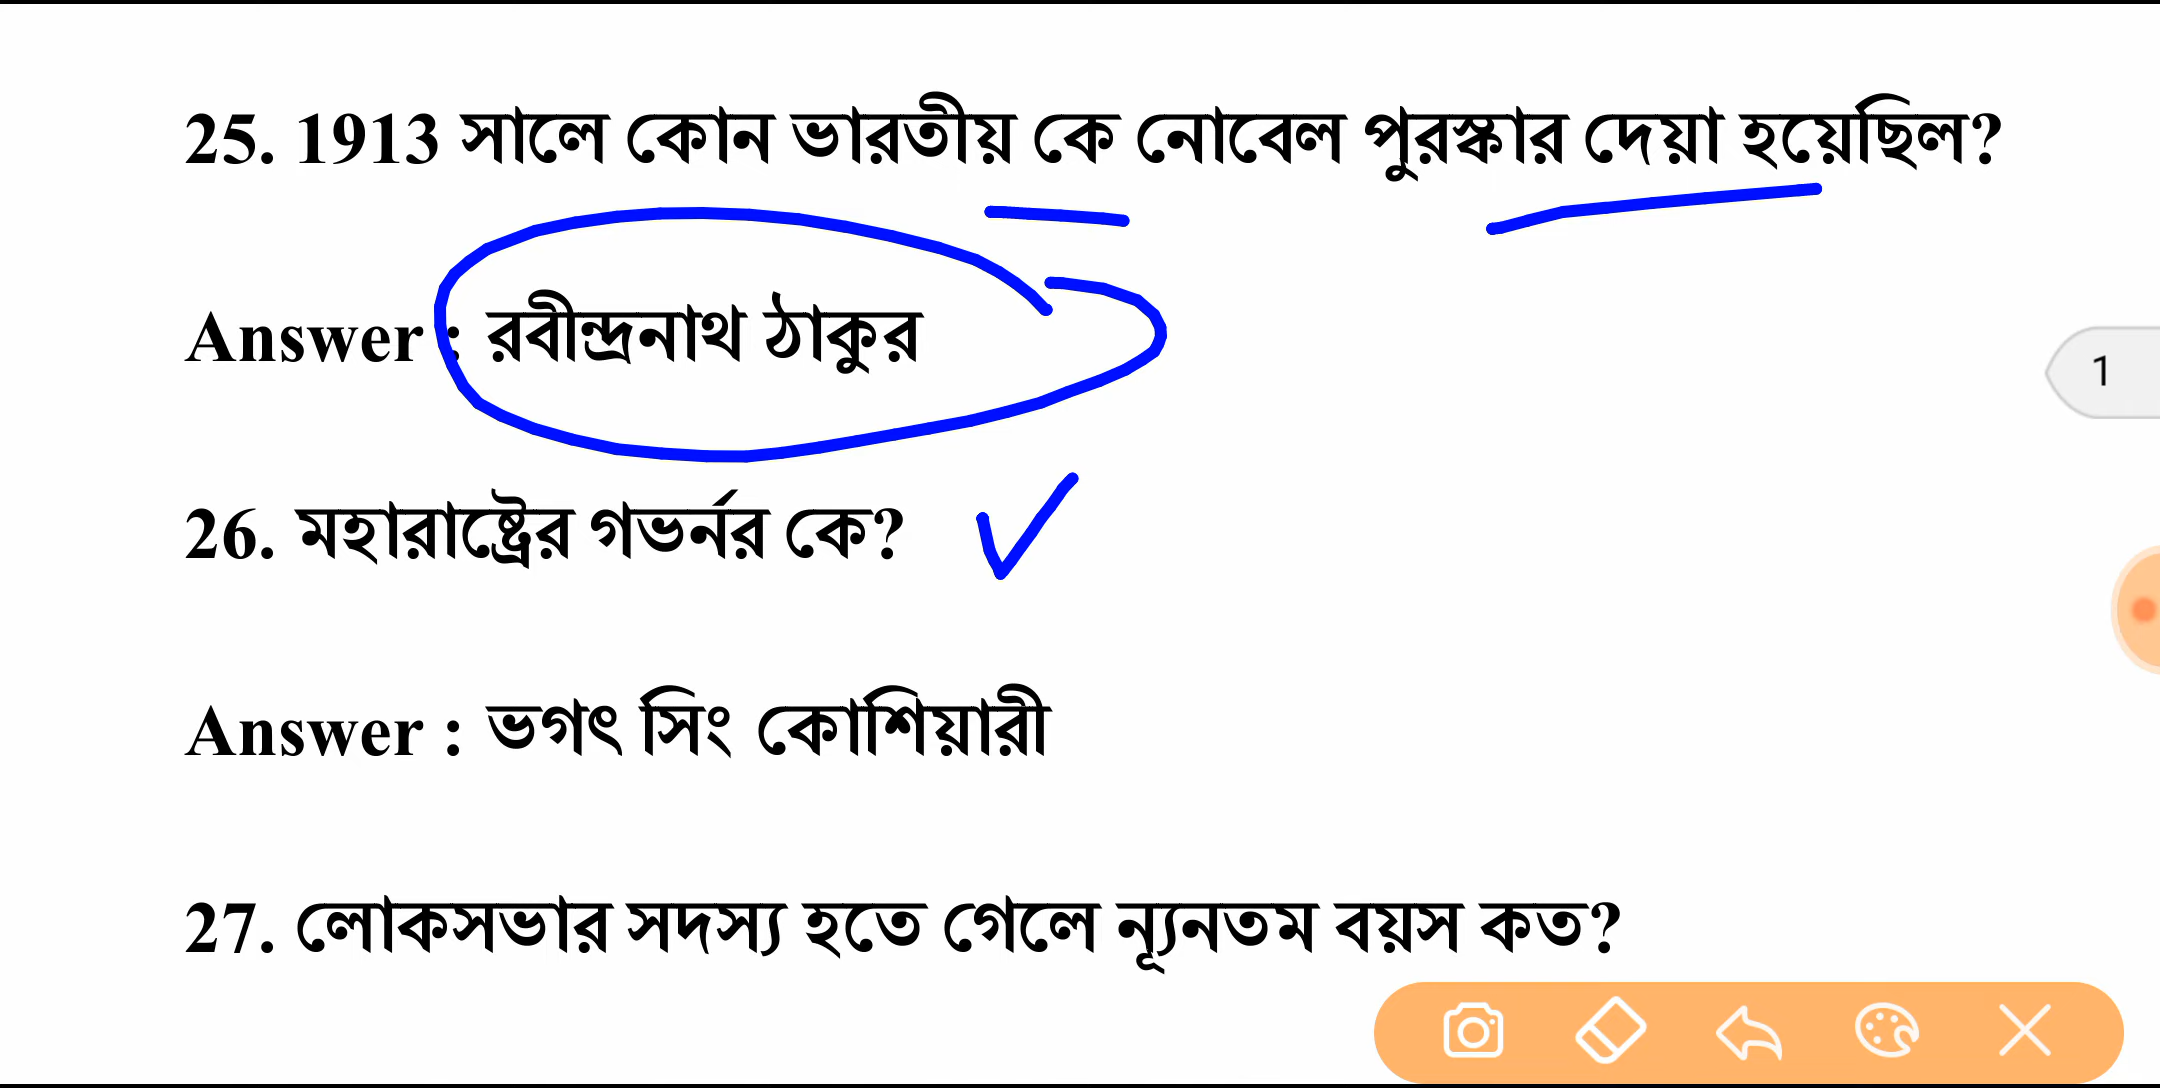 25. 1913 সালে কোন ভারতীয় কে নোবেল পুরস্কার দেয়া হয়েছিল?
Answer : রবীন্দ্রনাথ ঠাকুর
1
26. মহারাষ্ট্রের গভর্নর কে?
Answer : ভগৎ সিং কোশিয়ারী
27. লোকসভার সদস্য হতে গেলে ন্যূনতম বয়স কত?